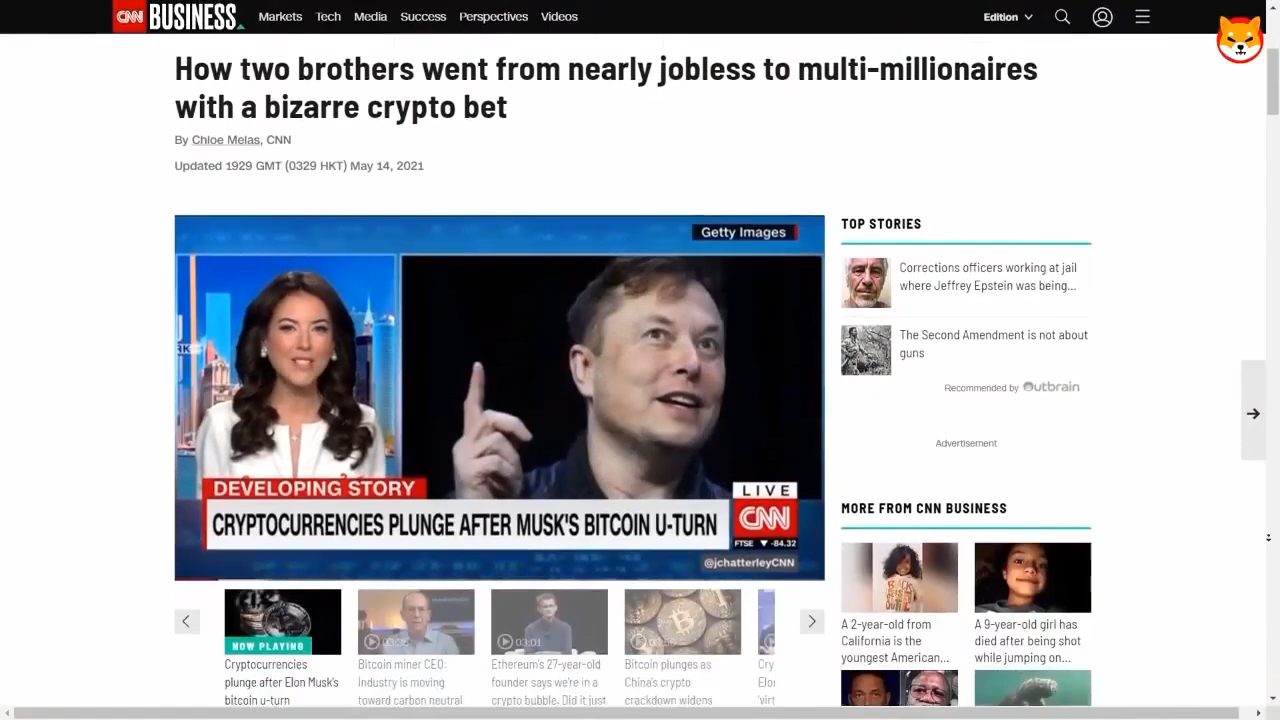 CNN BUSINESS Markets Tech Media Success Perspectives Videos Edition
How two brothers went from nearly jobless to multi-millionaires
with a bizarre crypto bet
By Chloe Melas, CNN
Updated 1929 GMT (0329 HKT) May 14, 2021
Getty Images
DEVELOPING STORY
CRYPTOCURRENCIES PLUNGE AFTER MUSK'S BITCOIN U-TURN
LIVE
CNN
FTSE ▼ -84.32
@jchatterleyCNN
NOW PLAYING
Cryptocurrencies
plunge after Elon Musk's
bitcoin u-turn
Bitcoin miner CEO:
Industry is moving
toward carbon neutral
03:01
Ethereum's 27-year-old
founder says we're in a
crypto bubble. Did it just
Bitcoin plunges as
China's crypto
crackdown widens
Cry
Elo
'virt
TOP STORIES
Corrections officers working at jail
where Jeffrey Epstein was being...
The Second Amendment is not about
guns
Recommended by Outbrain
Advertisement
MORE FROM CNN BUSINESS
A 2-year-old from
California is the
youngest American...
A 9-year-old girl has
died after being shot
while jumping on...